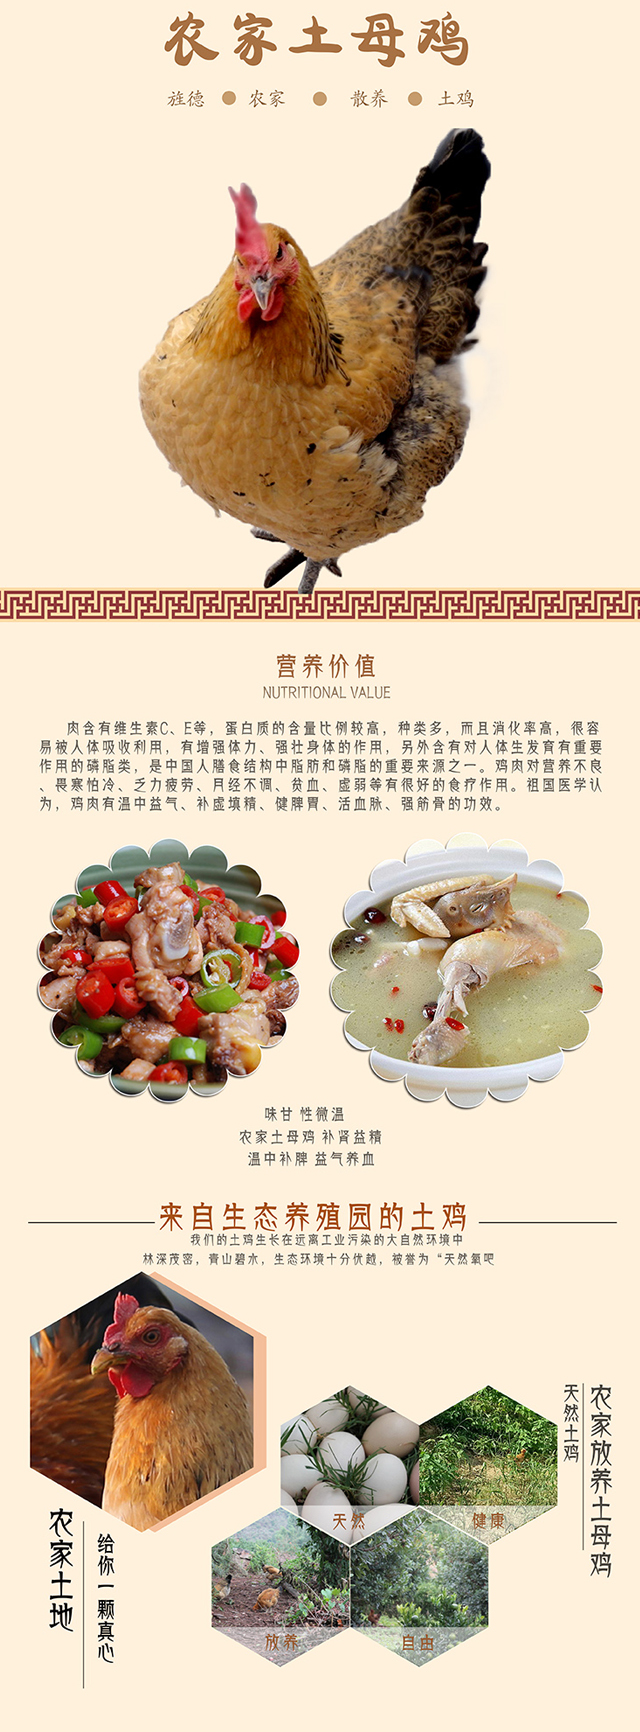 农家土母鸡
旌德 ● 农家 ● 散养 ● 土鸡
营养价值
NUTRITIONAL VALUE
肉含有维生素C、E等，蛋白质的含量比例较高，种类多，而且消化率高，很容
易被人体吸收利用，有增强体力、强壮身体的作用，另外含有对人体生发育有重要
作用的磷脂类，是中国人膳食结构中脂肪和磷脂的重要来源之一。鸡肉对营养不良
、畏寒怕冷、乏力疲劳、月经不调、贫血、虚弱等有很好的食疗作用。祖国医学认
为，鸡肉有温中益气、补虚填精、健脾胃、活血脉、强筋骨的功效。
味甘 性微温
农家土母鸡 补肾益精
温中补脾 益气养血
来自生态养殖园的土鸡
我们的土鸡生长在远离工业污染的大自然环境中
林深茂密，青山碧水，生态环境十分优越，被誉为“天然氧吧
农家放养土母鸡
天然土鸡
天然
健康
放养
自由
农家土地
给你一颗真心